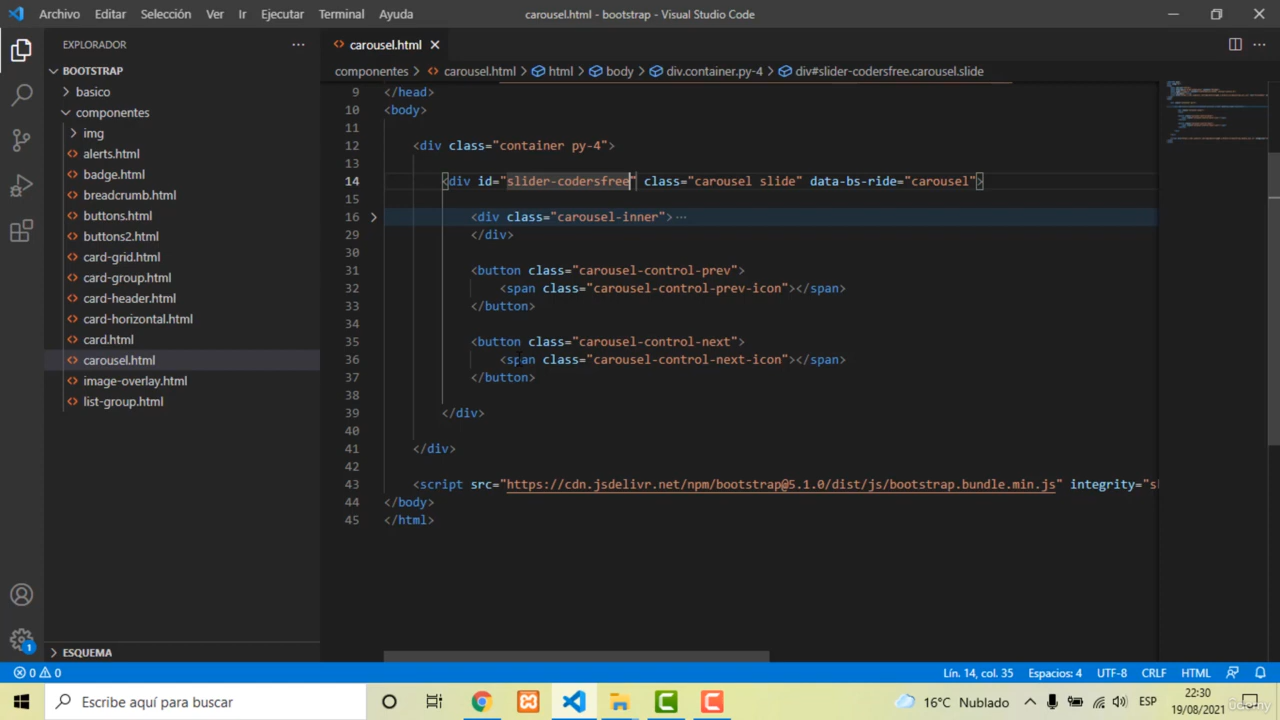 Archivo Editar Selección Ver Ir Ejecutar Terminal Ayuda carousel.html - bootstrap - Visual Studio Code
EXPLORADOR
BOOTSTRAP
basico
componentes
img
alerts.html
badge.html
breadcrumb.html
buttons.html
buttons2.html
card-grid.html
card-group.html
card-header.html
card-horizontal.html
card.html
carousel.html
image-overlay.html
list-group.html
ESQUEMA
carousel.html
componentes > carousel.html > html > body > div.container.py-4 > div#slider-codersfree.carousel.slide
9 </head>
10 <body>
11
12 <div class="container py-4">
13
14 <div id="slider-codersfree" class="carousel slide" data-bs-ride="carousel">
15
16 <div class="carousel-inner"> ···
29 </div>
30
31 <button class="carousel-control-prev">
32 <span class="carousel-control-prev-icon"></span>
33 </button>
34
35 <button class="carousel-control-next">
36 <span class="carousel-control-next-icon"></span>
37 </button>
38
39 </div>
40
41 </div>
42
43 <script src="https://cdn.jsdelivr.net/npm/bootstrap@5.1.0/dist/js/bootstrap.bundle.min.js" integrity="s
44 </body>
45 </html>
1
0 0 Lín. 14, col. 35 Espacios: 4 UTF-8 CRLF HTML
Escribe aquí para buscar 16°C Nublado ESP 22:30
19/08/2021
Udemy